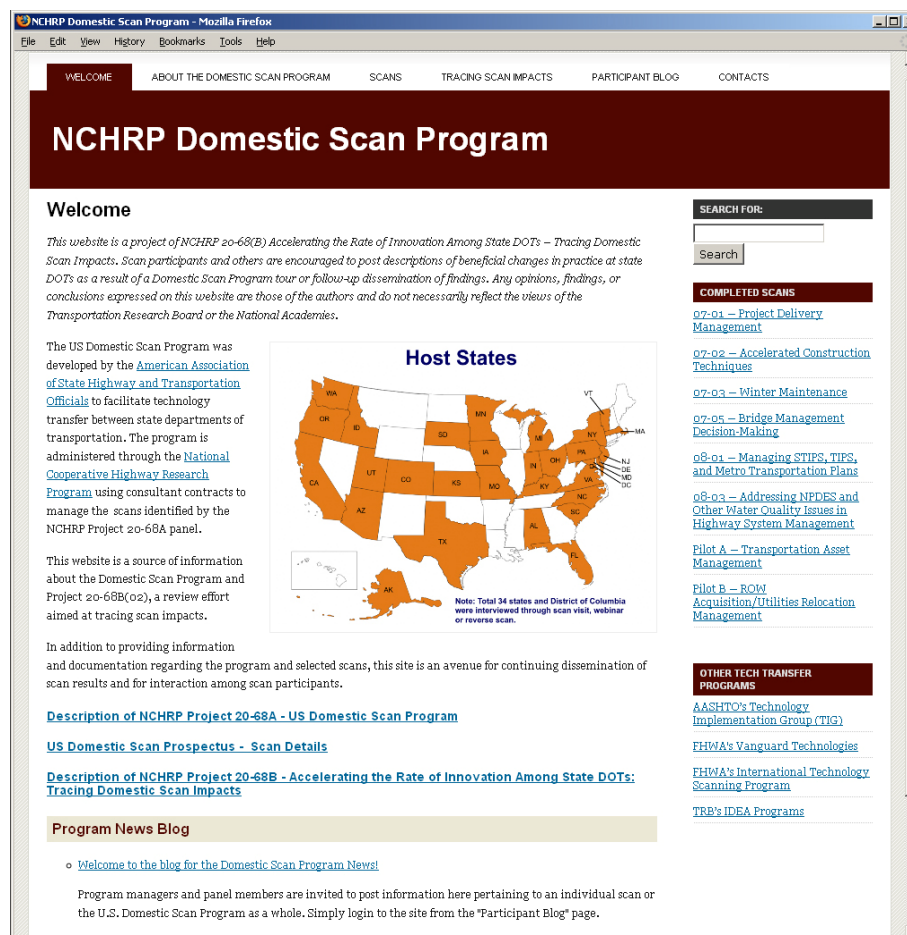 NCHRP Domestic Scan Program - Mozilla Firefox
File Edit View History Bookmarks Tools Help
WELCOME ABOUT THE DOMESTIC SCAN PROGRAM SCANS TRACING SCAN IMPACTS PARTICIPANT BLOG CONTACTS
NCHRP Domestic Scan Program
Welcome
This website is a project of NCHRP 20-68(B) Accelerating the Rate of Innovation Among State DOTs – Tracing Domestic
Scan Impacts. Scan participants and others are encouraged to post descriptions of beneficial changes in practice at state
DOTs as a result of a Domestic Scan Program tour or follow-up dissemination of findings. Any opinions, findings, or
conclusions expressed on this website are those of the authors and do not necessarily reflect the views of the
Transportation Research Board or the National Academies.
The US Domestic Scan Program was
developed by the American Association
of State Highway and Transportation
Officials to facilitate technology
transfer between state departments of
transportation. The program is
administered through the National
Cooperative Highway Research
Program using consultant contracts to
manage the scans identified by the
NCHRP Project 20-68A panel.
This website is a source of information
about the Domestic Scan Program and
Project 20-68B(02), a review effort
aimed at tracing scan impacts.
Host States
WA
OR
ID
CA
UT
AZ
CO
SD
KS
TX
MN
IA
MO
MI
IN
OH
KY
AL
FL
SC
NC
VA
PA
NY
VT
MA
NJ
DE
MD
DC
AK
Note: Total 34 states and District of Columbia
were interviewed through scan visit, webinar
or reverse scan.
In addition to providing information
and documentation regarding the program and selected scans, this site is an avenue for continuing dissemination of
scan results and for interaction among scan participants.
Description of NCHRP Project 20-68A - US Domestic Scan Program
US Domestic Scan Prospectus - Scan Details
Description of NCHRP Project 20-68B - Accelerating the Rate of Innovation Among State DOTs:
Tracing Domestic Scan Impacts
Program News Blog
Welcome to the blog for the Domestic Scan Program News!
Program managers and panel members are invited to post information here pertaining to an individual scan or
the U.S. Domestic Scan Program as a whole. Simply login to the site from the "Participant Blog" page.
SEARCH FOR:
Search
COMPLETED SCANS
07-01 – Project Delivery
Management
07-02 – Accelerated Construction
Techniques
07-03 – Winter Maintenance
07-05 – Bridge Management
Decision-Making
08-01 – Managing STIPS, TIPS,
and Metro Transportation Plans
08-03 – Addressing NPDES and
Other Water Quality Issues in
Highway System Management
Pilot A – Transportation Asset
Management
Pilot B – ROW
Acquisition/Utilities Relocation
Management
OTHER TECH TRANSFER
PROGRAMS
AASHTO's Technology
Implementation Group (TIG)
FHWA's Vanguard Technologies
FHWA's International Technology
Scanning Program
TRB's IDEA Programs